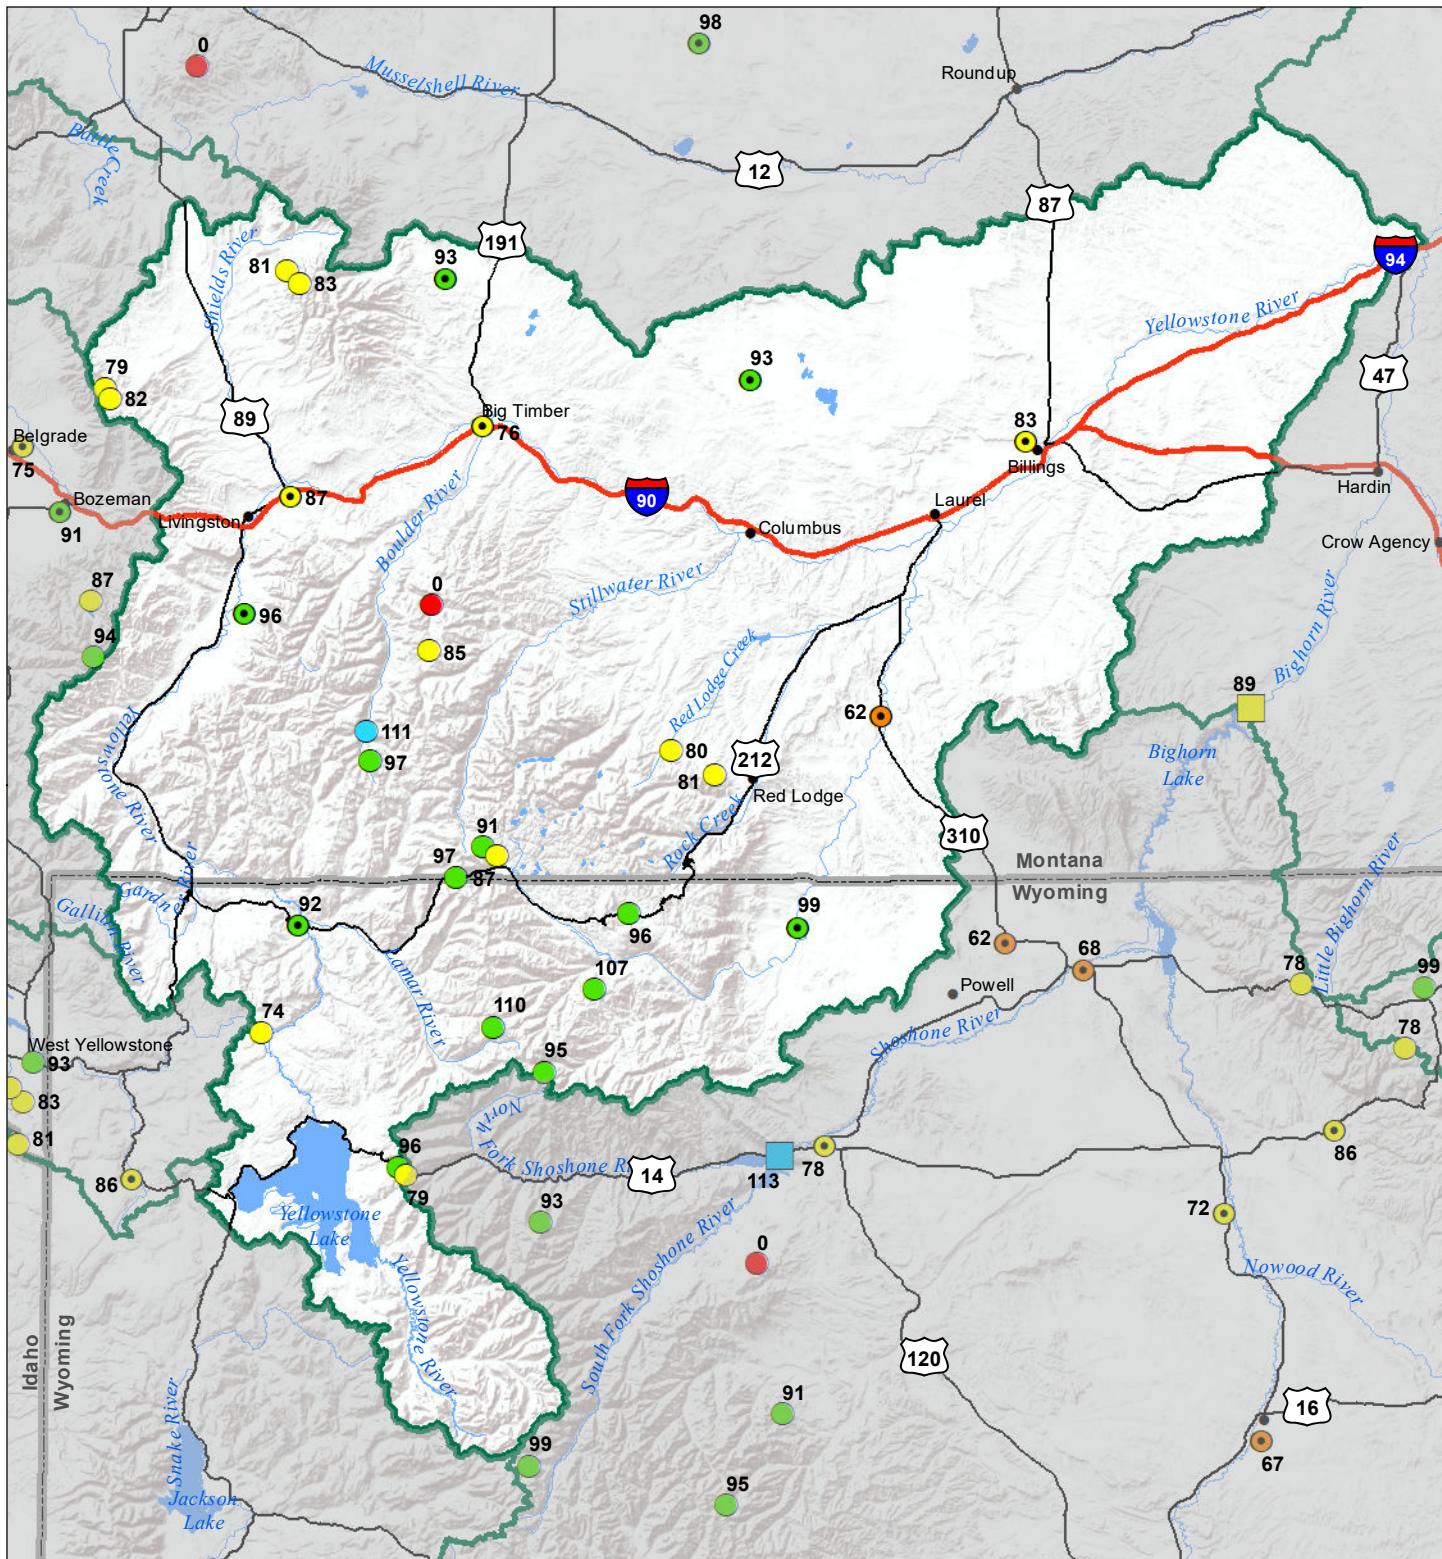 0
98
Roundup
Musselshell River
Battle Creek
12
87
191
93
94
81
83
Shields River
Yellowstone River
79
82
93
47
89
Big Timber
76
83
Billings
Belgrade
75
Bozeman
91
87
Livingston
90
Laurel
Columbus
Hardin
Crow Agency
Boulder River
Stillwater River
87
94
96
0
85
Red Lodge Creek
Bighorn River
89
62
111
97
80
81
212
Red Lodge
Bighorn
Lake
Yellowstone River
Rock Creek
310
91
97
87
Montana
Wyoming
Gardner River
Gallatin River
92
96
99
62
68
Little Bighorn River
78
99
107
Powell
Lamar River
110
74
Shoshone River
78
West Yellowstone
93
95
83
81
North Fork Shoshone R
96
79
14
113
78
86
86
93
72
Yellowstone
Lake
South Fork Shoshone River
0
Nowood River
Yellowstone River
Idaho
Wyoming
120
91
16
Snake River
99
67
95
Jackson
Lake